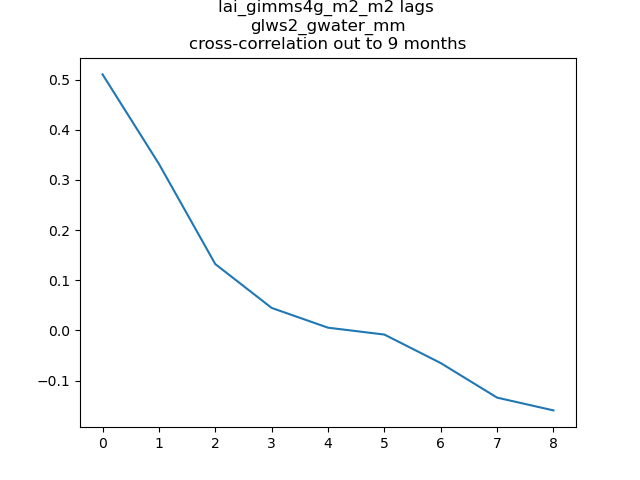 lai_gimms4g_m2_m2 lags
glws2_gwater_mm
cross-correlation out to 9 months
0.5
0.4
0.3
0.2
0.1
0.0
−0.1
0 1 2 3 4 5 6 7 8